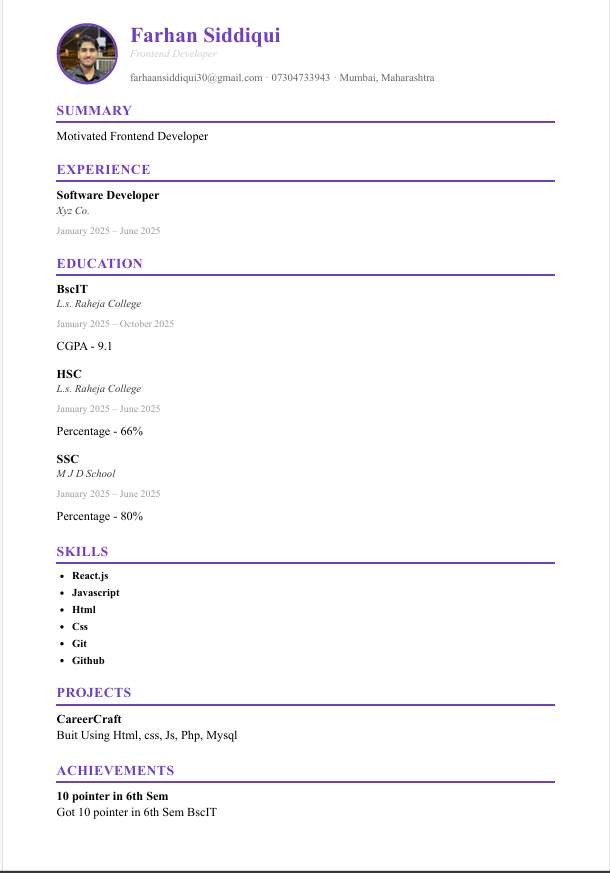 Farhan Siddiqui
Frontend Developer
farhaansiddiqui30@gmail.com · 07304733943 · Mumbai, Maharashtra
SUMMARY
Motivated Frontend Developer
EXPERIENCE
Software Developer
Xyz Co.
January 2025 – June 2025
EDUCATION
BscIT
L.s. Raheja College
January 2025 – October 2025
CGPA - 9.1
HSC
L.s. Raheja College
January 2025 – June 2025
Percentage - 66%
SSC
M J D School
January 2025 – June 2025
Percentage - 80%
SKILLS
• React.js
• Javascript
• Html
• Css
• Git
• Github
PROJECTS
CareerCraft
Buit Using Html, css, Js, Php, Mysql
ACHIEVEMENTS
10 pointer in 6th Sem
Got 10 pointer in 6th Sem BscIT